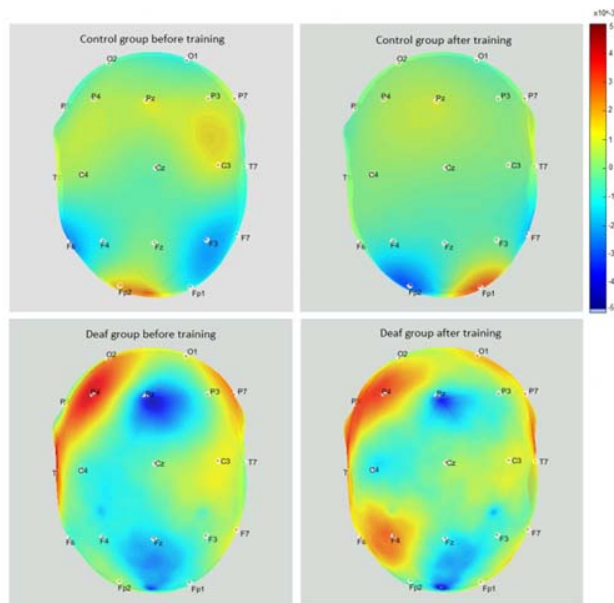 x10^-3
Control group before training
Control group after training
5
4
3
2
1
0
-1
-2
-3
-4
-5
O2 O1
P4 Pz P3 P7
C4 Cz C3 T7
F4 Fz F3 F7
Fp2 Fp1
O2 O1
P4 Pz P3 P7
C4 Cz C3 T7
F4 Fz F3 F7
Fp2 Fp1
Deaf group before training
Deaf group after training
O2 O1
P4 P3 P7
C4 Cz C3 T7
F4 Fz F3 F7
Fp2 Fp1
O2 O1
P4 P3 P7
C4 Cz C3 T7
F4 Fz F3 F7
Fp2 Fp1